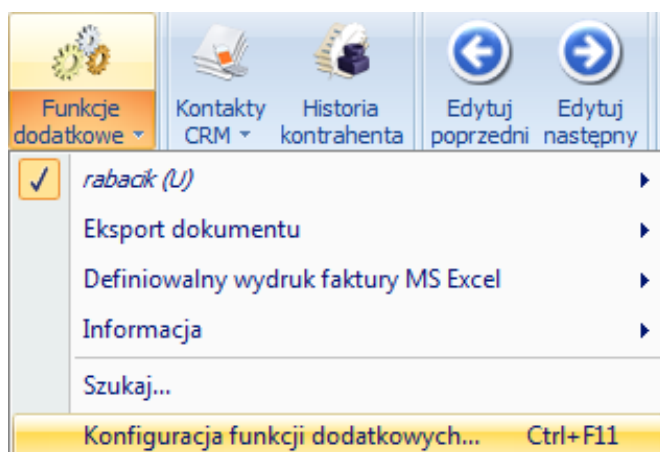 Funkcje Kontakty Historia Edytuj Edytuj
dodatkowe CRM kontrahenta poprzedni następny
rabacik (U)
Eksport dokumentu
Definiowalny wydruk faktury MS Excel
Informacja
Szukaj...
Konfiguracja funkcji dodatkowych... Ctrl+F11